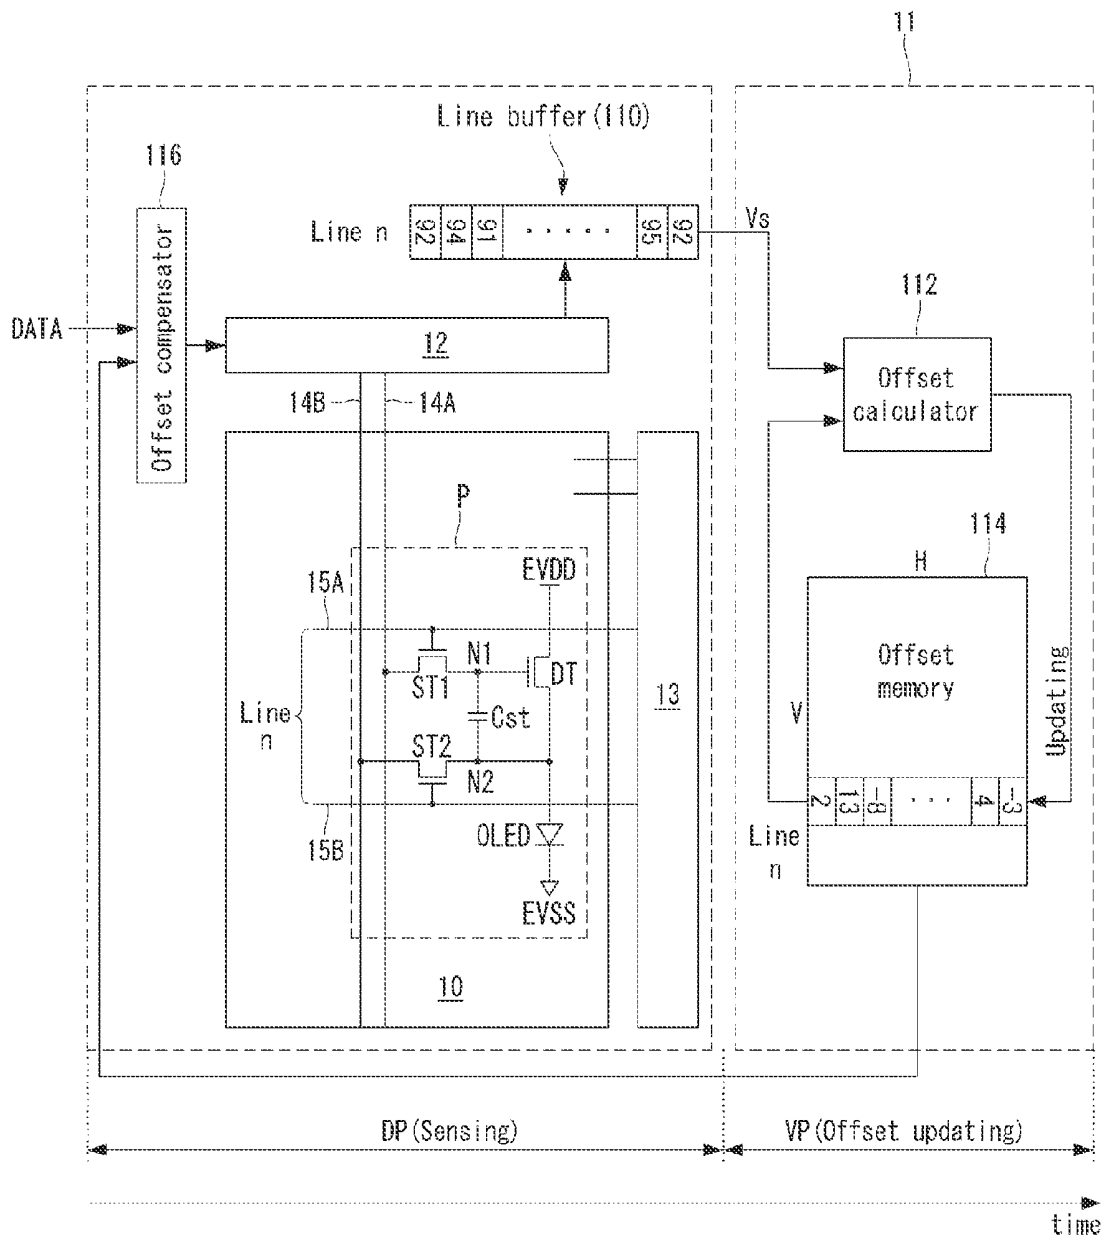 11
Line buffer(110)
116
Line n
92 94 91 ····· 95 92
Vs
Offset compensator
112
DATA
12
Offset
calculator
14B
14A
P
114
H
EVDD
15A
Offset
memory
N1
DT
ST1
13
Line
n
Cst
V
Updating
ST2
N2
2 13 -8 ··· 4 -3
15B
OLED
Line
n
EVSS
10
DP(Sensing)
VP(Offset updating)
time